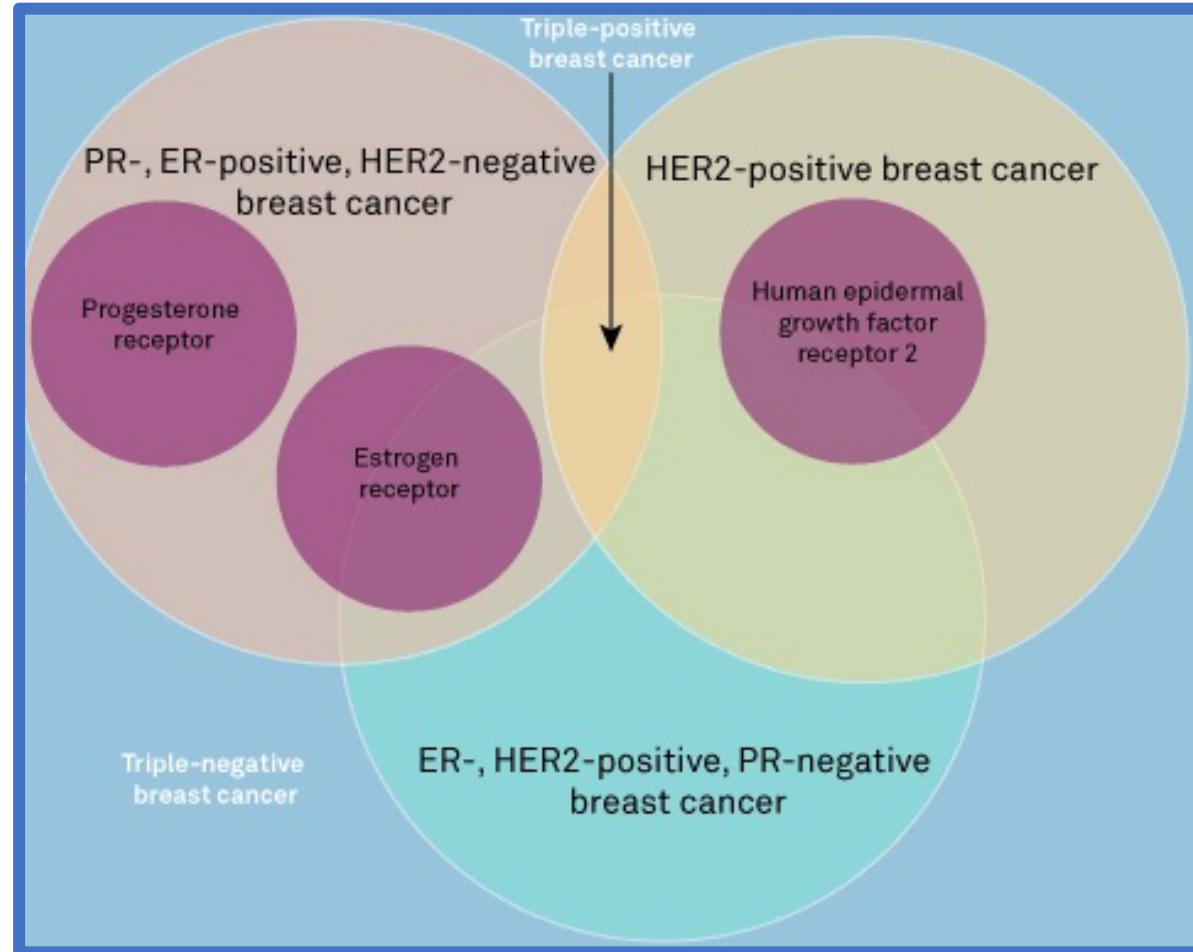 Triple-positive
breast cancer
PR-, ER-positive, HER2-negative
breast cancer
HER2-positive breast cancer
Progesterone
receptor
Estrogen
receptor
Human epidermal
growth factor
receptor 2
Triple-negative
breast cancer
ER-, HER2-positive, PR-negative
breast cancer